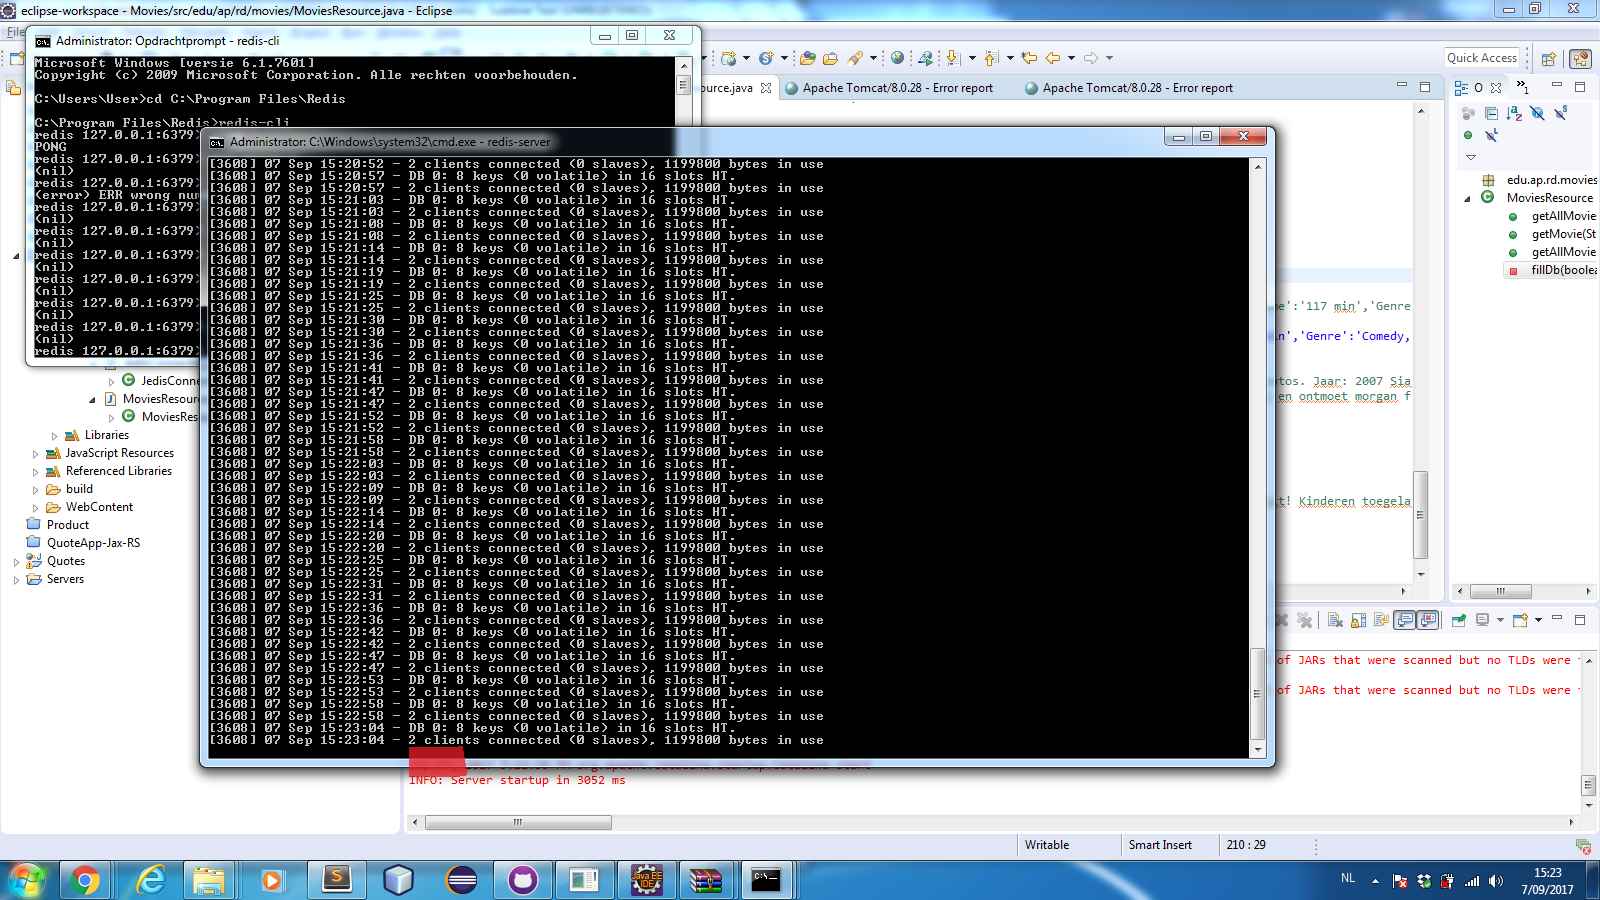 eclipse-workspace - Movies/src/edu/ap/rd/movies/MoviesResource.java - Eclipse
Quick Access
Administrator: Opdrachtprompt - redis-cli
Microsoft Windows [versie 6.1.7601]
Copyright (c) 2009 Microsoft Corporation. Alle rechten voorbehouden.
C:\Users\User>cd C:\Program Files\Redis
C:\Program Files\Redis>redis-cli
redis 127.0.0.1:6379>
PONG
redis 127.0.0.1:6379>
(nil)
redis 127.0.0.1:6379>
(error) ERR wrong
redis 127.0.0.1:6379>
(nil)
redis 127.0.0.1:6379>
(nil)
redis 127.0.0.1:6379>
(nil)
redis 127.0.0.1:6379>
(nil)
redis 127.0.0.1:6379>
(nil)
redis 127.0.0.1:6379>
(nil)
redis 127.0.0.1:6379>
ource.java
Apache Tomcat/8.0.28 - Error report
Apache Tomcat/8.0.28 - Error report
Administrator: C:\Windows\system32\cmd.exe - redis-server
[3608] 07 Sep 15:20:52 - 2 clients connected (0 slaves), 1199800 bytes in use
[3608] 07 Sep 15:20:57 - DB 0: 8 keys (0 volatile) in 16 slots HT.
[3608] 07 Sep 15:20:57 - 2 clients connected (0 slaves), 1199800 bytes in use
[3608] 07 Sep 15:21:03 - DB 0: 8 keys (0 volatile) in 16 slots HT.
[3608] 07 Sep 15:21:03 - 2 clients connected (0 slaves), 1199800 bytes in use
[3608] 07 Sep 15:21:08 - DB 0: 8 keys (0 volatile) in 16 slots HT.
[3608] 07 Sep 15:21:08 - 2 clients connected (0 slaves), 1199800 bytes in use
[3608] 07 Sep 15:21:14 - DB 0: 8 keys (0 volatile) in 16 slots HT.
[3608] 07 Sep 15:21:14 - 2 clients connected (0 slaves), 1199800 bytes in use
[3608] 07 Sep 15:21:19 - DB 0: 8 keys (0 volatile) in 16 slots HT.
[3608] 07 Sep 15:21:19 - 2 clients connected (0 slaves), 1199800 bytes in use
[3608] 07 Sep 15:21:25 - DB 0: 8 keys (0 volatile) in 16 slots HT.
[3608] 07 Sep 15:21:25 - 2 clients connected (0 slaves), 1199800 bytes in use
[3608] 07 Sep 15:21:30 - DB 0: 8 keys (0 volatile) in 16 slots HT.
[3608] 07 Sep 15:21:30 - 2 clients connected (0 slaves), 1199800 bytes in use
[3608] 07 Sep 15:21:36 - DB 0: 8 keys (0 volatile) in 16 slots HT.
[3608] 07 Sep 15:21:36 - 2 clients connected (0 slaves), 1199800 bytes in use
[3608] 07 Sep 15:21:41 - DB 0: 8 keys (0 volatile) in 16 slots HT.
[3608] 07 Sep 15:21:41 - 2 clients connected (0 slaves), 1199800 bytes in use
[3608] 07 Sep 15:21:47 - DB 0: 8 keys (0 volatile) in 16 slots HT.
[3608] 07 Sep 15:21:47 - 2 clients connected (0 slaves), 1199800 bytes in use
[3608] 07 Sep 15:21:52 - DB 0: 8 keys (0 volatile) in 16 slots HT.
[3608] 07 Sep 15:21:52 - 2 clients connected (0 slaves), 1199800 bytes in use
[3608] 07 Sep 15:21:58 - DB 0: 8 keys (0 volatile) in 16 slots HT.
[3608] 07 Sep 15:21:58 - 2 clients connected (0 slaves), 1199800 bytes in use
[3608] 07 Sep 15:22:03 - DB 0: 8 keys (0 volatile) in 16 slots HT.
[3608] 07 Sep 15:22:03 - 2 clients connected (0 slaves), 1199800 bytes in use
[3608] 07 Sep 15:22:09 - DB 0: 8 keys (0 volatile) in 16 slots HT.
[3608] 07 Sep 15:22:09 - 2 clients connected (0 slaves), 1199800 bytes in use
[3608] 07 Sep 15:22:14 - DB 0: 8 keys (0 volatile) in 16 slots HT.
[3608] 07 Sep 15:22:14 - 2 clients connected (0 slaves), 1199800 bytes in use
[3608] 07 Sep 15:22:20 - DB 0: 8 keys (0 volatile) in 16 slots HT.
[3608] 07 Sep 15:22:20 - 2 clients connected (0 slaves), 1199800 bytes in use
[3608] 07 Sep 15:22:25 - DB 0: 8 keys (0 volatile) in 16 slots HT.
[3608] 07 Sep 15:22:25 - 2 clients connected (0 slaves), 1199800 bytes in use
[3608] 07 Sep 15:22:31 - DB 0: 8 keys (0 volatile) in 16 slots HT.
[3608] 07 Sep 15:22:31 - 2 clients connected (0 slaves), 1199800 bytes in use
[3608] 07 Sep 15:22:36 - DB 0: 8 keys (0 volatile) in 16 slots HT.
[3608] 07 Sep 15:22:36 - 2 clients connected (0 slaves), 1199800 bytes in use
[3608] 07 Sep 15:22:42 - DB 0: 8 keys (0 volatile) in 16 slots HT.
[3608] 07 Sep 15:22:42 - 2 clients connected (0 slaves), 1199800 bytes in use
[3608] 07 Sep 15:22:47 - DB 0: 8 keys (0 volatile) in 16 slots HT.
[3608] 07 Sep 15:22:47 - 2 clients connected (0 slaves), 1199800 bytes in use
[3608] 07 Sep 15:22:53 - DB 0: 8 keys (0 volatile) in 16 slots HT.
[3608] 07 Sep 15:22:53 - 2 clients connected (0 slaves), 1199800 bytes in use
[3608] 07 Sep 15:22:58 - DB 0: 8 keys (0 volatile) in 16 slots HT.
[3608] 07 Sep 15:22:58 - 2 clients connected (0 slaves), 1199800 bytes in use
[3608] 07 Sep 15:23:04 - DB 0: 8 keys (0 volatile) in 16 slots HT.
[3608] 07 Sep 15:23:04 - 2 clients connected (0 slaves), 1199800 bytes in use
JedisConne
MoviesResour
MoviesRes
Libraries
JavaScript Resources
Referenced Libraries
build
WebContent
Product
QuoteApp-Jax-RS
Quotes
Servers
edu.ap.rd.movies
MoviesResource
getAllMovie
getMovie(St
getAllMovie
fillDb(boolea
e':'117 min','Genre
n','Genre':'Comedy,
tos. Jaar: 2007 Sia
en ontmoet morgan f
t! Kinderen toegela
of JARs that were scanned but no TLDs were
of JARs that were scanned but no TLDs were
INFO: Server startup in 3052 ms
Writable
Smart Insert
210 : 29
NL
15:23
7/09/2017